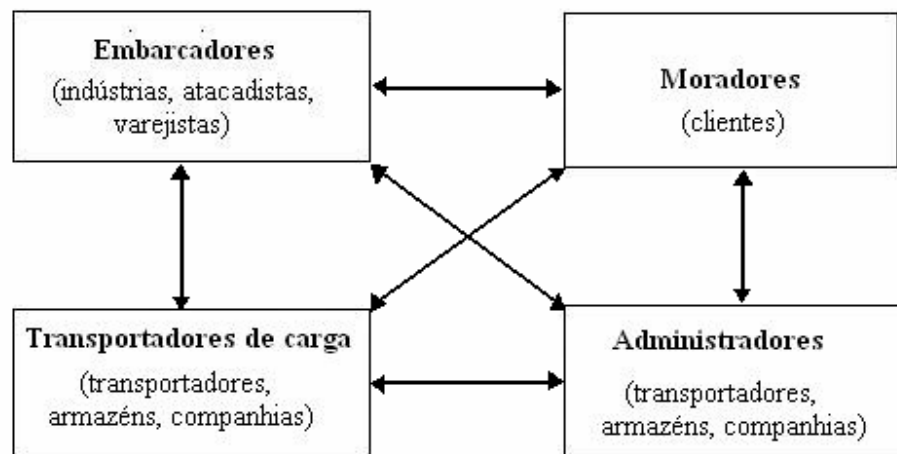 Embarcadores
(indústrias, atacadistas,
varejistas)
Moradores
(clientes)
Transportadores de carga
(transportadores,
armazéns, companhias)
Administradores
(transportadores,
armazéns, companhias)